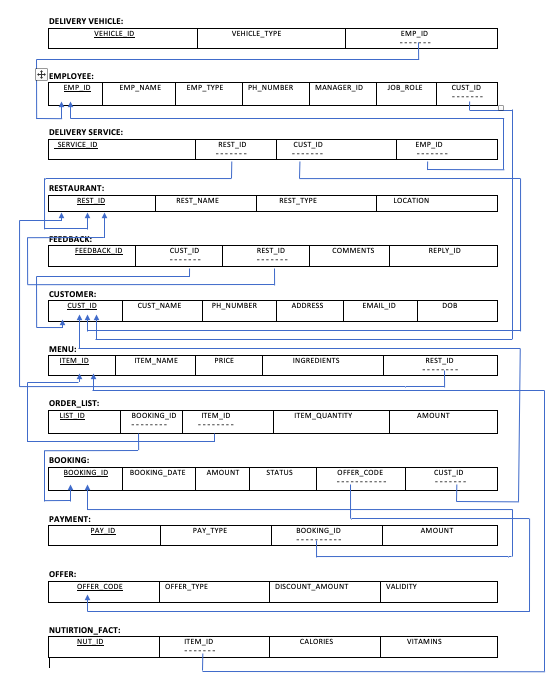 DELIVERY VEHICLE:
VEHICLE_ID VEHICLE_TYPE EMP_ID
EMPLOYEE:
EMP_ID EMP_NAME EMP_TYPE PH_NUMBER MANAGER_ID JOB_ROLE CUST_ID
DELIVERY SERVICE:
SERVICE_ID REST_ID CUST_ID EMP_ID
RESTAURANT:
REST_ID REST_NAME REST_TYPE LOCATION
FEEDBACK:
FEEDBACK_ID CUST_ID REST_ID COMMENTS REPLY_ID
CUSTOMER:
CUST_ID CUST_NAME PH_NUMBER ADDRESS EMAIL_ID DOB
MENU:
ITEM_ID ITEM_NAME PRICE INGREDIENTS REST_ID
ORDER_LIST:
LIST_ID BOOKING_ID ITEM_ID ITEM_QUANTITY AMOUNT
BOOKING:
BOOKING_ID BOOKING_DATE AMOUNT STATUS OFFER_CODE CUST_ID
PAYMENT:
PAY_ID PAY_TYPE BOOKING_ID AMOUNT
OFFER:
OFFER_CODE OFFER_TYPE DISCOUNT_AMOUNT VALIDITY
NUTIRTION_FACT:
NUT_ID ITEM_ID CALORIES VITAMINS